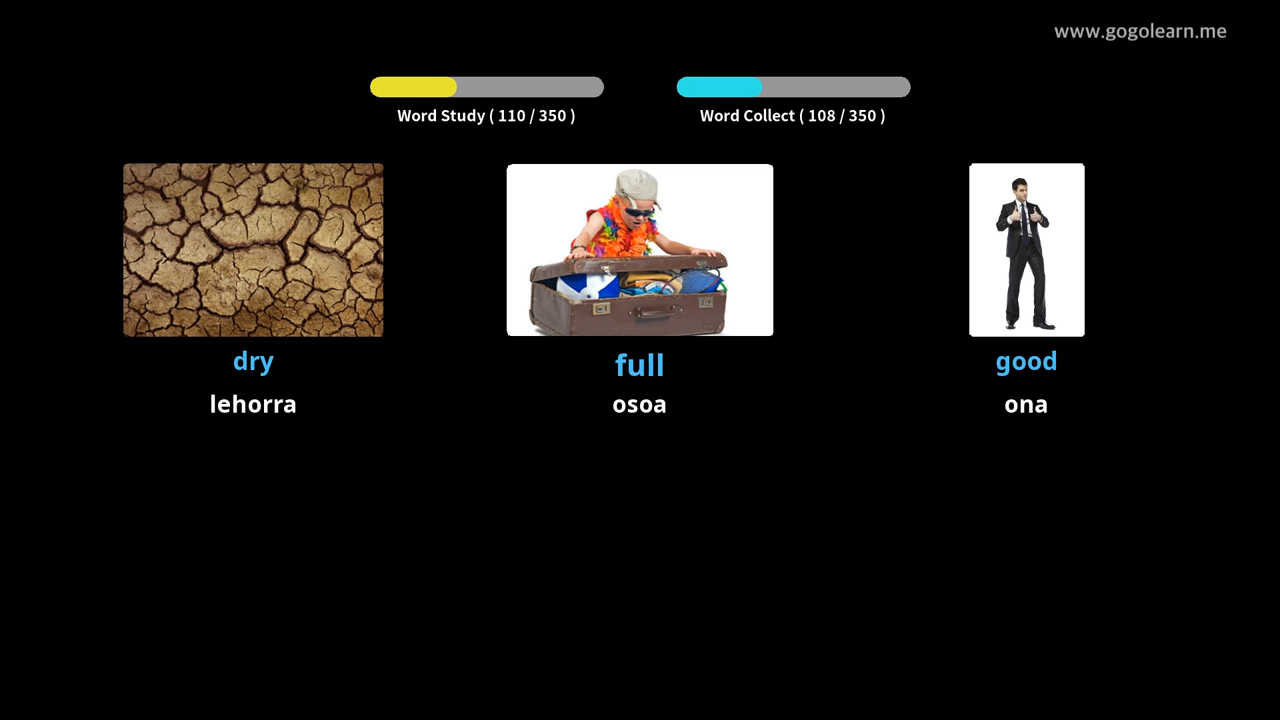 www.gogolearn.me
Word Study ( 110 / 350 )
Word Collect ( 108 / 350 )
dry
lehorra
full
osoa
good
ona